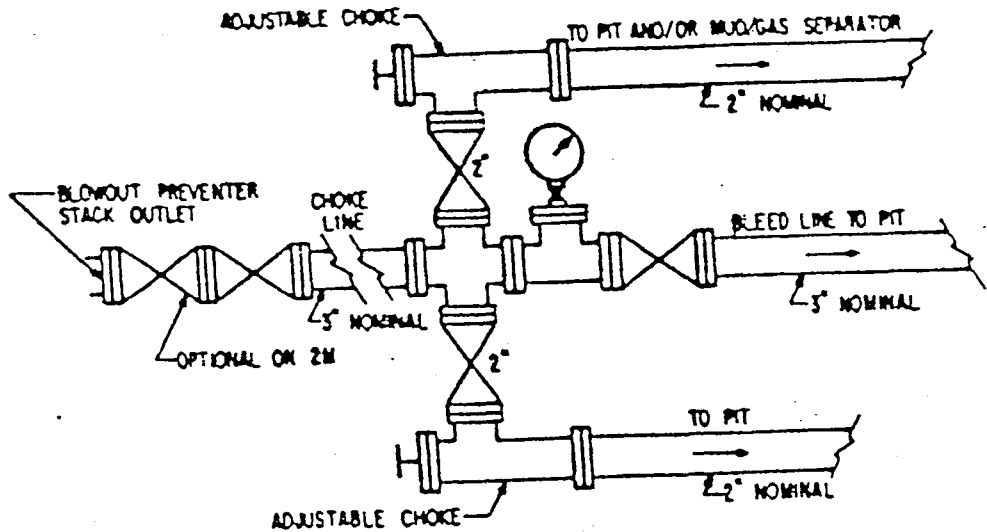 ADJUSTABLE CHOKE
TO PIT AND/OR MUD/GAS SEPARATOR
2" NOMINAL
2"
BLOWOUT PREVENTER
STACK OUTLET
CHOKE
LINE
BLEED LINE TO PIT
3" NOMINAL
3" NOMINAL
OPTIONAL ON 2M
2"
TO PIT
2" NOMINAL
ADJUSTABLE CHOKE